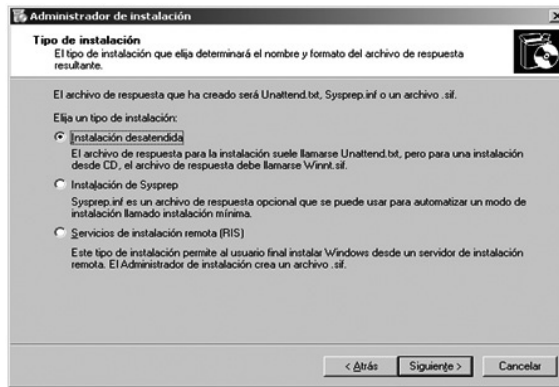 Administrador de instalación
Tipo de instalación
El tipo de instalación que elija determinará el nombre y formato del archivo de respuesta
resultante.
El archivo de respuesta que ha creado será Unattend.txt, Sysprep.inf o un archivo .sif.
Elija un tipo de instalación:
Instalación desatendida
El archivo de respuesta para la instalación suele llamarse Unattend.txt, pero para una instalación
desde CD, el archivo de respuesta debe llamarse Winnt.sif.
Instalación de Sysprep
Sysprep.inf es un archivo de respuesta opcional que se puede usar para automatizar un modo de
instalación llamado instalación mínima.
Servicios de instalación remota (RIS)
Este tipo de instalación permite al usuario final instalar Windows desde un servidor de instalación
remota. El Administrador de instalación crea un archivo .sif.
< Atrás Siguiente > Cancelar